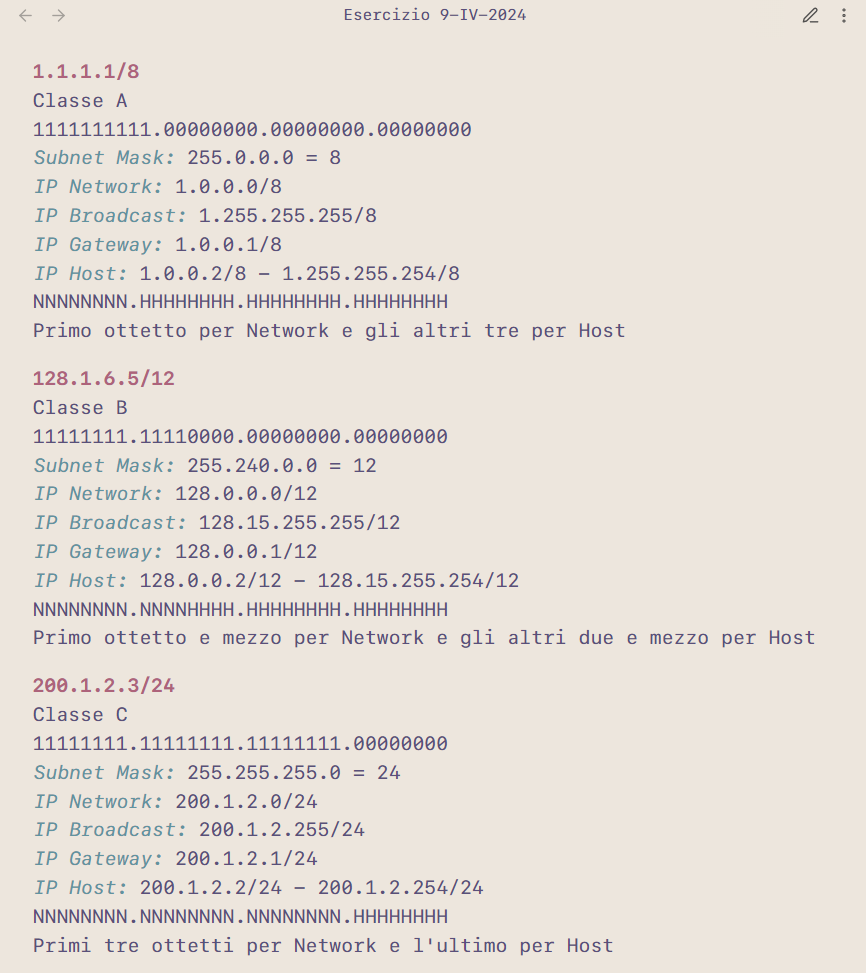 Esercizio 9-IV-2024
1.1.1.1/8
Classe A
1111111111.00000000.00000000.00000000
Subnet Mask: 255.0.0.0 = 8
IP Network: 1.0.0.0/8
IP Broadcast: 1.255.255.255/8
IP Gateway: 1.0.0.1/8
IP Host: 1.0.0.2/8 - 1.255.255.254/8
NNNNNNNN.HHHHHHHH.HHHHHHHH.HHHHHHHH
Primo ottetto per Network e gli altri tre per Host
128.1.6.5/12
Classe B
11111111.11110000.00000000.00000000
Subnet Mask: 255.240.0.0 = 12
IP Network: 128.0.0.0/12
IP Broadcast: 128.15.255.255/12
IP Gateway: 128.0.0.1/12
IP Host: 128.0.0.2/12 - 128.15.255.254/12
NNNNNNNN.NNNNHHHH.HHHHHHHH.HHHHHHHH
Primo ottetto e mezzo per Network e gli altri due e mezzo per Host
200.1.2.3/24
Classe C
11111111.11111111.11111111.00000000
Subnet Mask: 255.255.255.0 = 24
IP Network: 200.1.2.0/24
IP Broadcast: 200.1.2.255/24
IP Gateway: 200.1.2.1/24
IP Host: 200.1.2.2/24 - 200.1.2.254/24
NNNNNNNN.NNNNNNNN.NNNNNNNN.HHHHHHHH
Primi tre ottetti per Network e l'ultimo per Host